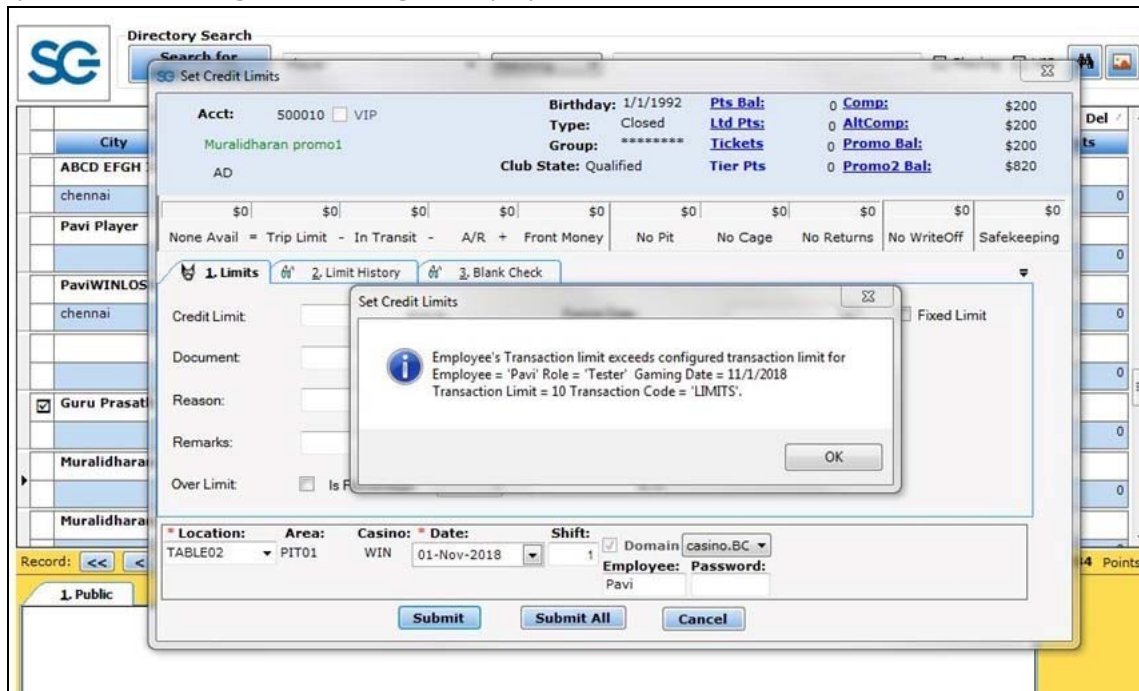 SG
Directory Search
Search for
SG Set Credit Limits
Acct: 500010 VIP
Birthday: 1/1/1992
Pts Bal: 0
Comp: $200
Type: Closed
Ltd Pts: 0
AltComp: $200
Muralidharan promo1
Group: ********
Tickets 0
Promo Bal: $200
AD
Club State: Qualified
Tier Pts 0
Promo2 Bal: $820
$0 $0 $0 $0 $0 $0 $0 $0 $0 $0
None Avail = Trip Limit - In Transit - A/R + Front Money No Pit No Cage No Returns No WriteOff Safekeeping
1. Limits 2. Limit History 3. Blank Check
Set Credit Limits
Credit Limit:
Fixed Limit
Document:
Reason:
Remarks:
Over Limit:
Employee's Transaction limit exceeds configured transaction limit for
Employee = 'Pavi' Role = 'Tester' Gaming Date = 11/1/2018
Transaction Limit = 10 Transaction Code = 'LIMITS'.
OK
* Location: Area: Casino: * Date: Shift:
TABLE02 PIT01 WIN 01-Nov-2018 1 Domain casino.BC
Employee: Password:
Pavi
Submit Submit All Cancel
City
Del
ts
ABCD EFGH
chennai 0
Pavi Player
0
PaviWINLOS
chennai 0
0
Guru Prasath
0
Muralidhara
0
Muralidhara
Record: << <
Points
1. Public